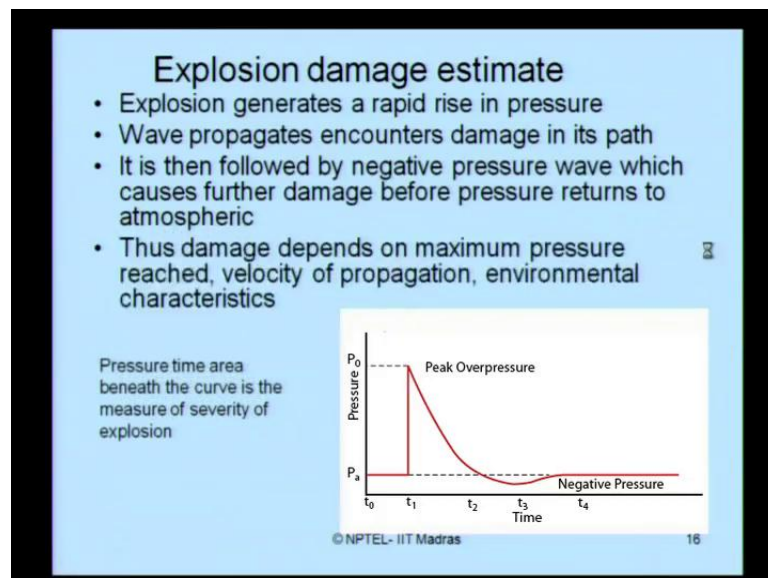 Explosion damage estimate
• Explosion generates a rapid rise in pressure
• Wave propagates encounters damage in its path
• It is then followed by negative pressure wave which
causes further damage before pressure returns to
atmospheric
• Thus damage depends on maximum pressure
reached, velocity of propagation, environmental
characteristics
Pressure time area
beneath the curve is the
measure of severity of
explosion
P₀
Peak Overpressure
Pressure
Pₐ
Negative Pressure
t₀ t₁ t₂ t₃ t₄
Time
© NPTEL- IIT Madras
16